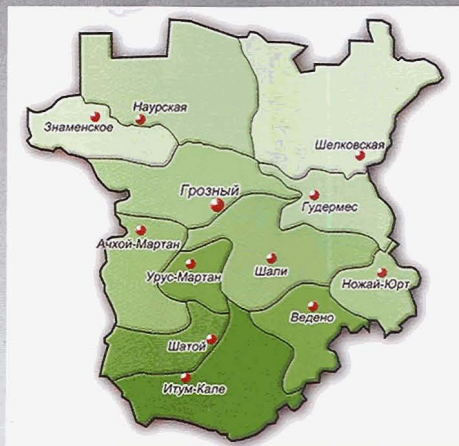 Наурская
Знаменское
Шелковская
Грозный
Гудермес
Ачхой-Мартан
Урус-Мартан
Шали
Ножай-Юрт
Ведено
Шатой
Итум-Кале